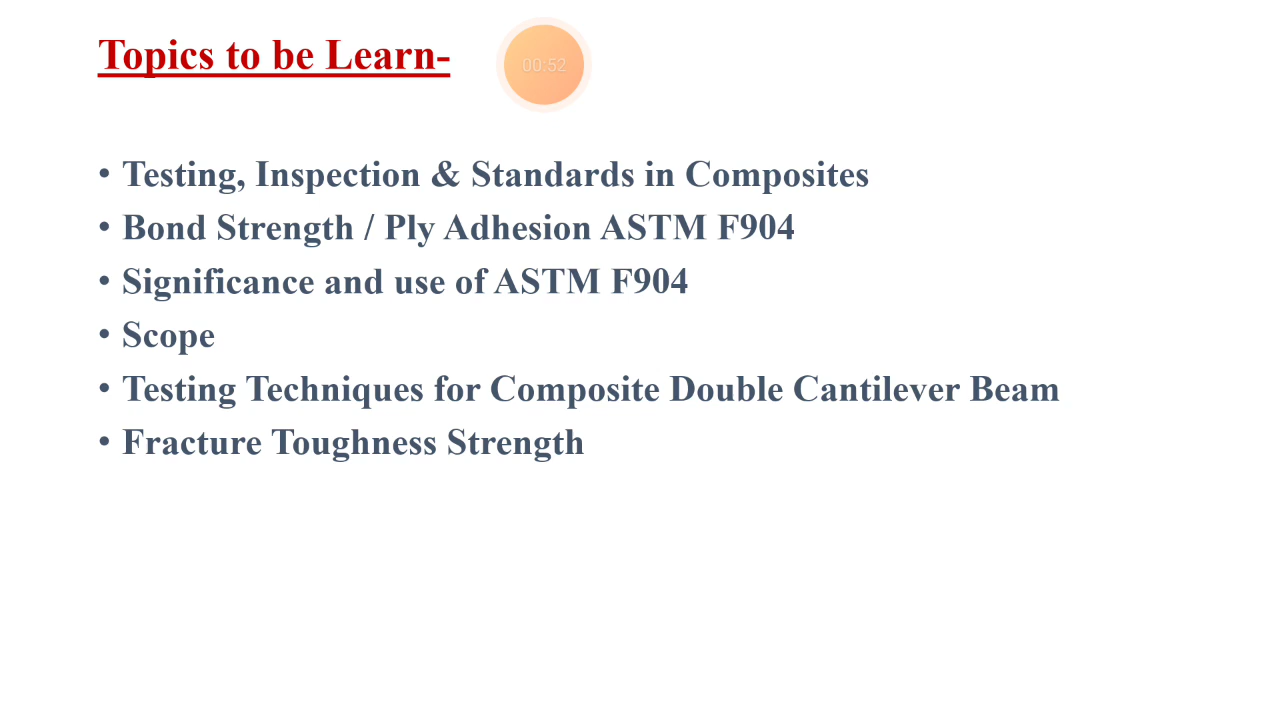 Topics to be Learn-
00:52
• Testing, Inspection & Standards in Composites
• Bond Strength / Ply Adhesion ASTM F904
• Significance and use of ASTM F904
• Scope
• Testing Techniques for Composite Double Cantilever Beam
• Fracture Toughness Strength